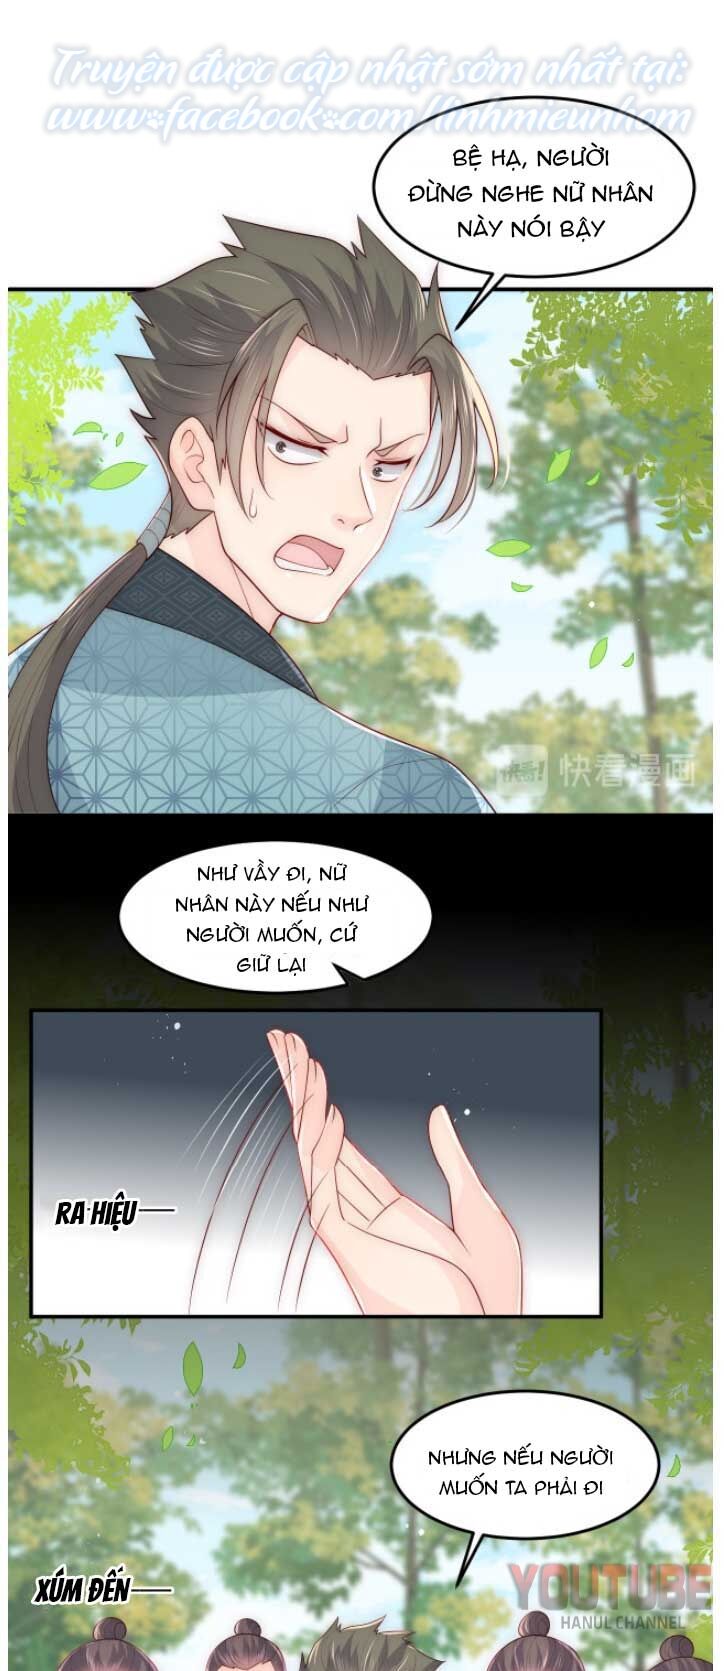 Truyện được cập nhật sớm nhất tại:
www.facebook.com/linhmieunhom
BỆ HẠ, NGƯỜI
ĐỪNG NGHE NỮ NHÂN
NÀY NÓI BẬY
快看!
快看漫画
NHƯ VẦY ĐI, NỮ
NHÂN NÀY NẾU NHƯ
NGƯỜI MUỐN, CỨ
GIỮ LẠI
RA HIỆU
NHƯNG NẾU NGƯỜI
MUỐN TA PHẢI ĐI
XÚM ĐẾN
YOUTUBE
HANUL CHANNEL